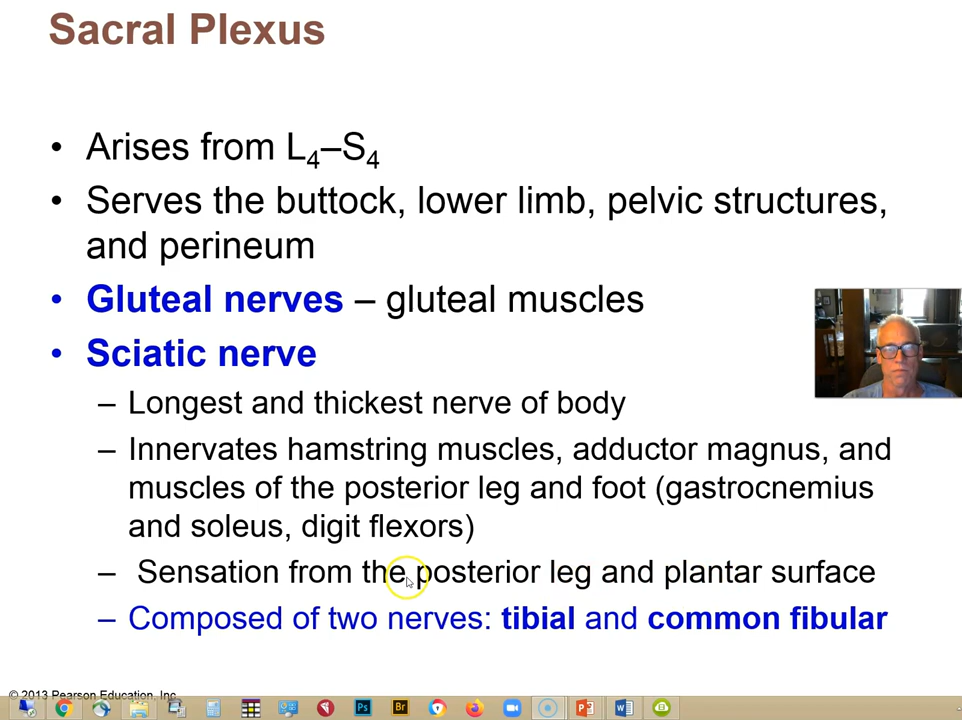 Sacral Plexus
• Arises from L₄–S₄
• Serves the buttock, lower limb, pelvic structures,
and perineum
• Gluteal nerves – gluteal muscles
• Sciatic nerve
– Longest and thickest nerve of body
– Innervates hamstring muscles, adductor magnus, and
muscles of the posterior leg and foot (gastrocnemius
and soleus, digit flexors)
– Sensation from the posterior leg and plantar surface
– Composed of two nerves: tibial and common fibular
© 2013 Pearson Education, Inc.
Ps Br